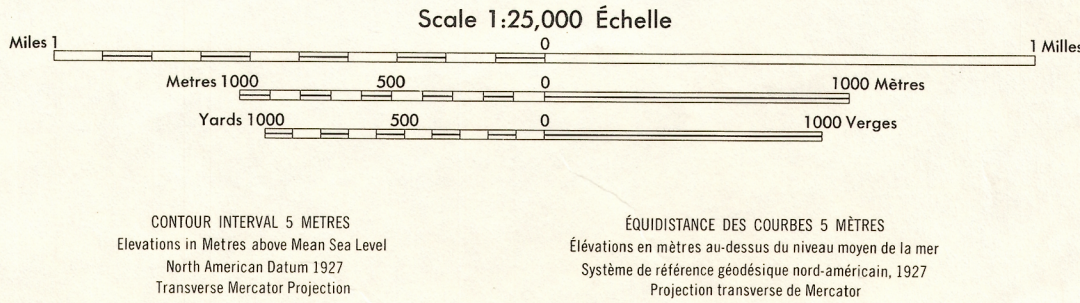 Scale 1:25,000 Échelle
Miles 1 0 1 Milles
Metres 1000 500 0 1000 Mètres
Yards 1000 500 0 1000 Verges
CONTOUR INTERVAL 5 METRES
Elevations in Metres above Mean Sea Level
North American Datum 1927
Transverse Mercator Projection
ÉQUIDISTANCE DES COURBES 5 MÈTRES
Élévations en mètres au-dessus du niveau moyen de la mer
Système de référence géodésique nord-américain, 1927
Projection transverse de Mercator